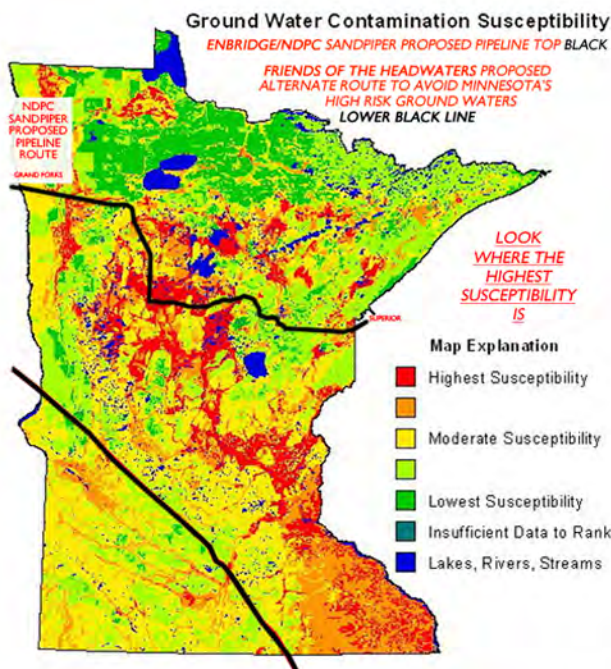 Ground Water Contamination Susceptibility
ENBRIDGE/NDPC SANDPIPER PROPOSED PIPELINE TOP BLACK
FRIENDS OF THE HEADWATERS PROPOSED
ALTERNATE ROUTE TO AVOID MINNESOTA'S
HIGH RISK GROUND WATERS
LOWER BLACK LINE
NDPC
SANDPIPER
PROPOSED
PIPELINE
ROUTE
GRAND FORKS
LOOK
WHERE THE
HIGHEST
SUSCEPTIBILITY
IS
SUPERIOR
Map Explanation
Highest Susceptibility
Moderate Susceptibility
Lowest Susceptibility
Insufficient Data to Rank
Lakes, Rivers, Streams